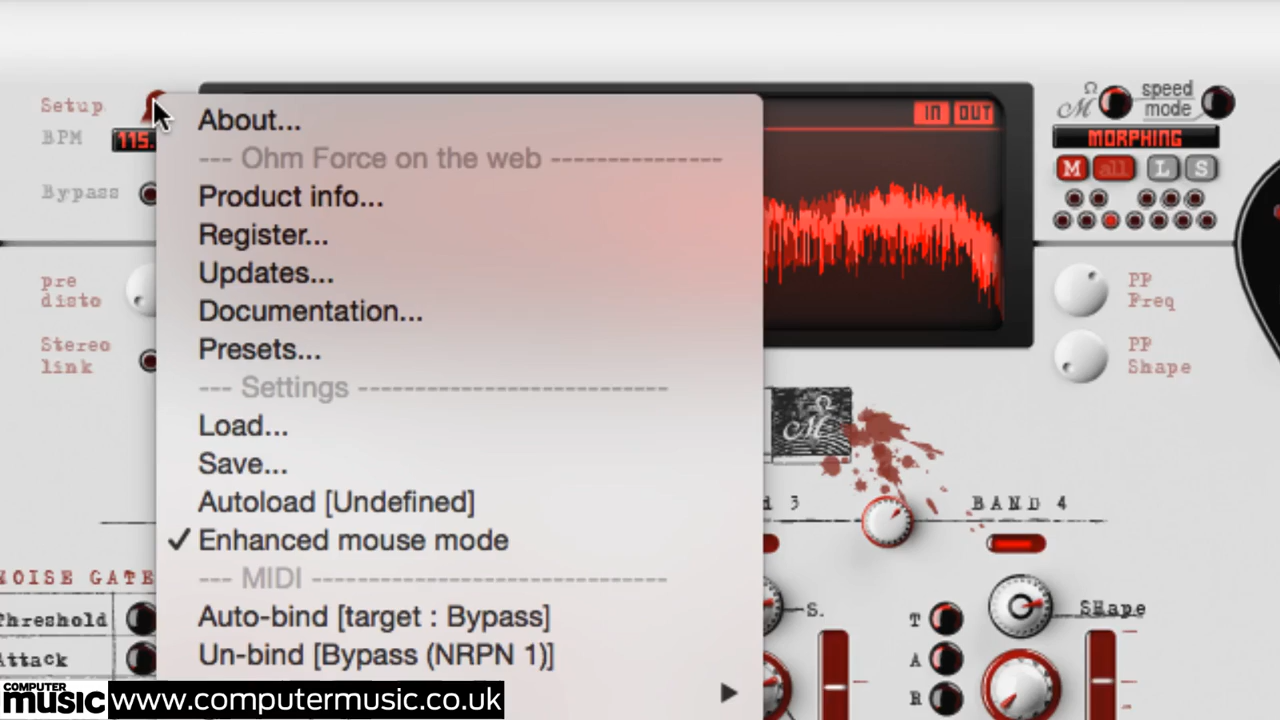 Setup
BPM
115.
Bypass
pre
disto
Stereo
link
About...
--- Ohm Force on the web ---------------
Product info...
Register...
Updates...
Documentation...
Presets...
--- Settings ---------------------------
Load...
Save...
Autoload [Undefined]
✓ Enhanced mouse mode
--- MIDI -------------------------------
Auto-bind [target : Bypass]
Un-bind [Bypass (NRPN 1)]
IN OUT
speed
mode
MORPHING
M all L S
PP
Freq
PP
Shape
d 3
BAND 4
NOISE GATE
Threshold
Attack
S.
T
A
R
SHape
COMPUTER
music www.computermusic.co.uk